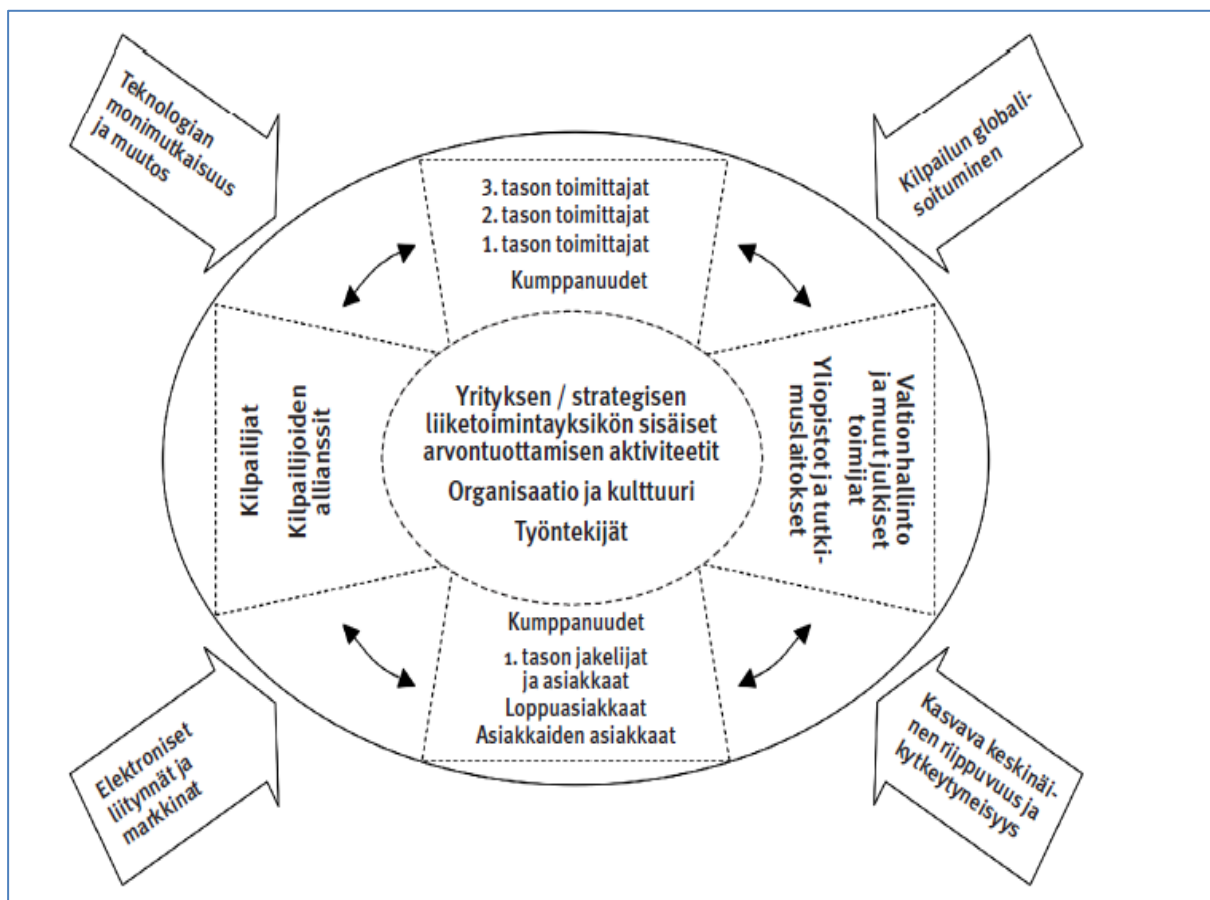 Teknologian
monimutkaisuus
ja muutos
Kilpailun globali-
soituminen
3. tason toimittajat
2. tason toimittajat
1. tason toimittajat
Kumppanuudet
Kilpailijat
Kilpailijoiden
allianssit
Yrityksen / strategisen
liiketoimintayksikön sisäiset
arvontuottamisen aktiviteetit
Organisaatio ja kulttuuri
Työntekijät
Valtionhallinto
ja muut julkiset
toimijat
Yliopistot ja tutki-
muslaitokset
Kumppanuudet
1. tason jakelijat
ja asiakkaat
Loppuasiakkaat
Asiakkaiden asiakkaat
Elektroniset
liitynnät ja
markkinat
Kasvava keskinäi-
nen riippuvuus ja
kytkeytyneisyys